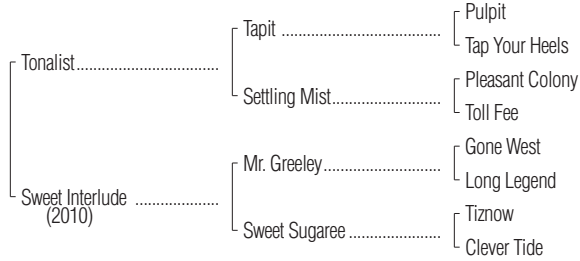 Pulpit
Tapit
Tap Your Heels
Tonalist
Pleasant Colony
Settling Mist
Toll Fee
Gone West
Mr. Greeley
Long Legend
Sweet Interlude
(2010)
Tiznow
Sweet Sugaree
Clever Tide